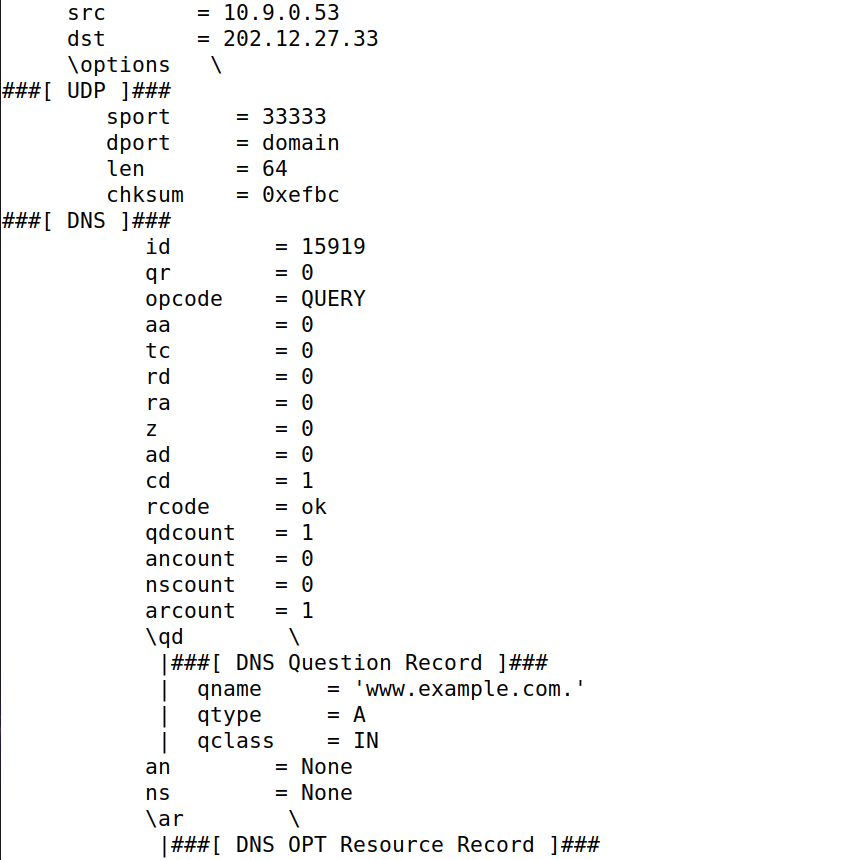 src       = 10.9.0.53
     dst       = 202.12.27.33
     \options   \
###[ UDP ]###
        sport     = 33333
        dport     = domain
        len       = 64
        chksum    = 0xefbc
###[ DNS ]###
           id        = 15919
           qr        = 0
           opcode    = QUERY
           aa        = 0
           tc        = 0
           rd        = 0
           ra        = 0
           z         = 0
           ad        = 0
           cd        = 1
           rcode     = ok
           qdcount   = 1
           ancount   = 0
           nscount   = 0
           arcount   = 1
           \qd        \
            |###[ DNS Question Record ]###
            |  qname     = 'www.example.com.'
            |  qtype     = A
            |  qclass    = IN
           an        = None
           ns        = None
           \ar        \
            |###[ DNS OPT Resource Record ]###